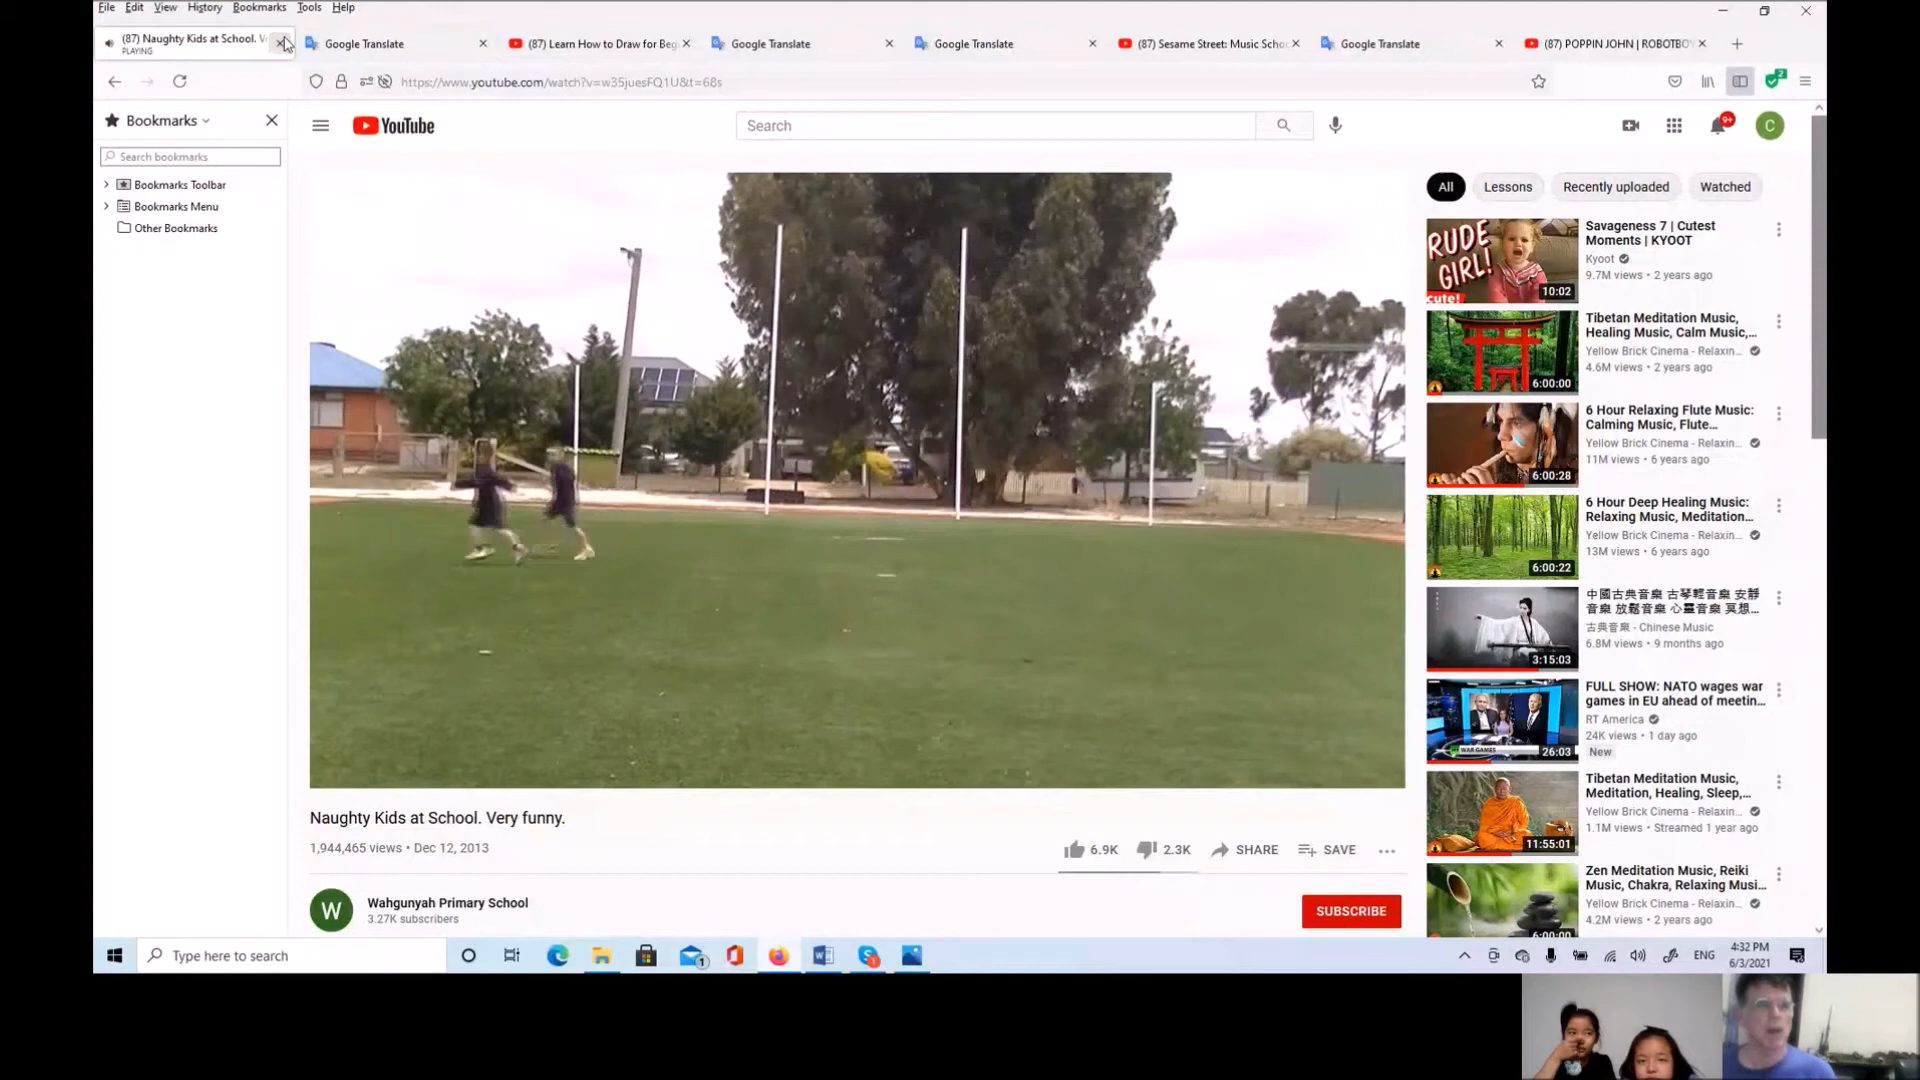 File Edit View History Bookmarks Tools Help
(87) Naughty Kids at School. V
PLAYING
Google Translate
(87) Learn How to Draw for Beg
Google Translate
Google Translate
(87) Sesame Street: Music Scho
Google Translate
(87) POPPIN JOHN | ROBOTBO
https://www.youtube.com/watch?v=w35juesFQ1U&t=68s
2
Bookmarks
Search bookmarks
Bookmarks Toolbar
Bookmarks Menu
Other Bookmarks
YouTube
Search
9+
C
All
Lessons
Recently uploaded
Watched
RUDE
GIRL!
cute!
10:02
Savageness 7 | Cutest
Moments | KYOOT
Kyoot
9.7M views • 2 years ago
6:00:00
Tibetan Meditation Music,
Healing Music, Calm Music,...
Yellow Brick Cinema - Relaxin...
4.6M views • 2 years ago
6:00:28
6 Hour Relaxing Flute Music:
Calming Music, Flute...
Yellow Brick Cinema - Relaxin...
11M views • 6 years ago
6:00:22
6 Hour Deep Healing Music:
Relaxing Music, Meditation...
Yellow Brick Cinema - Relaxin...
13M views • 6 years ago
3:15:03
中國古典音樂 古琴輕音樂 安靜
音樂 放鬆音樂 心靈音樂 冥想...
古典音樂 - Chinese Music
6.8M views • 9 months ago
WAR GAMES
26:03
FULL SHOW: NATO wages war
games in EU ahead of meetin...
RT America
24K views • 1 day ago
New
11:55:01
Tibetan Meditation Music,
Meditation, Healing, Sleep,...
Yellow Brick Cinema - Relaxin...
1.1M views • Streamed 1 year ago
6:00:00
Zen Meditation Music, Reiki
Music, Chakra, Relaxing Musi...
Yellow Brick Cinema - Relaxin...
4.2M views • 2 years ago
Naughty Kids at School. Very funny.
1,944,465 views • Dec 12, 2013
6.9K
2.3K
SHARE
SAVE
W
Wahgunyah Primary School
3.27K subscribers
SUBSCRIBE
Type here to search
1
ENG
4:32 PM
6/3/2021